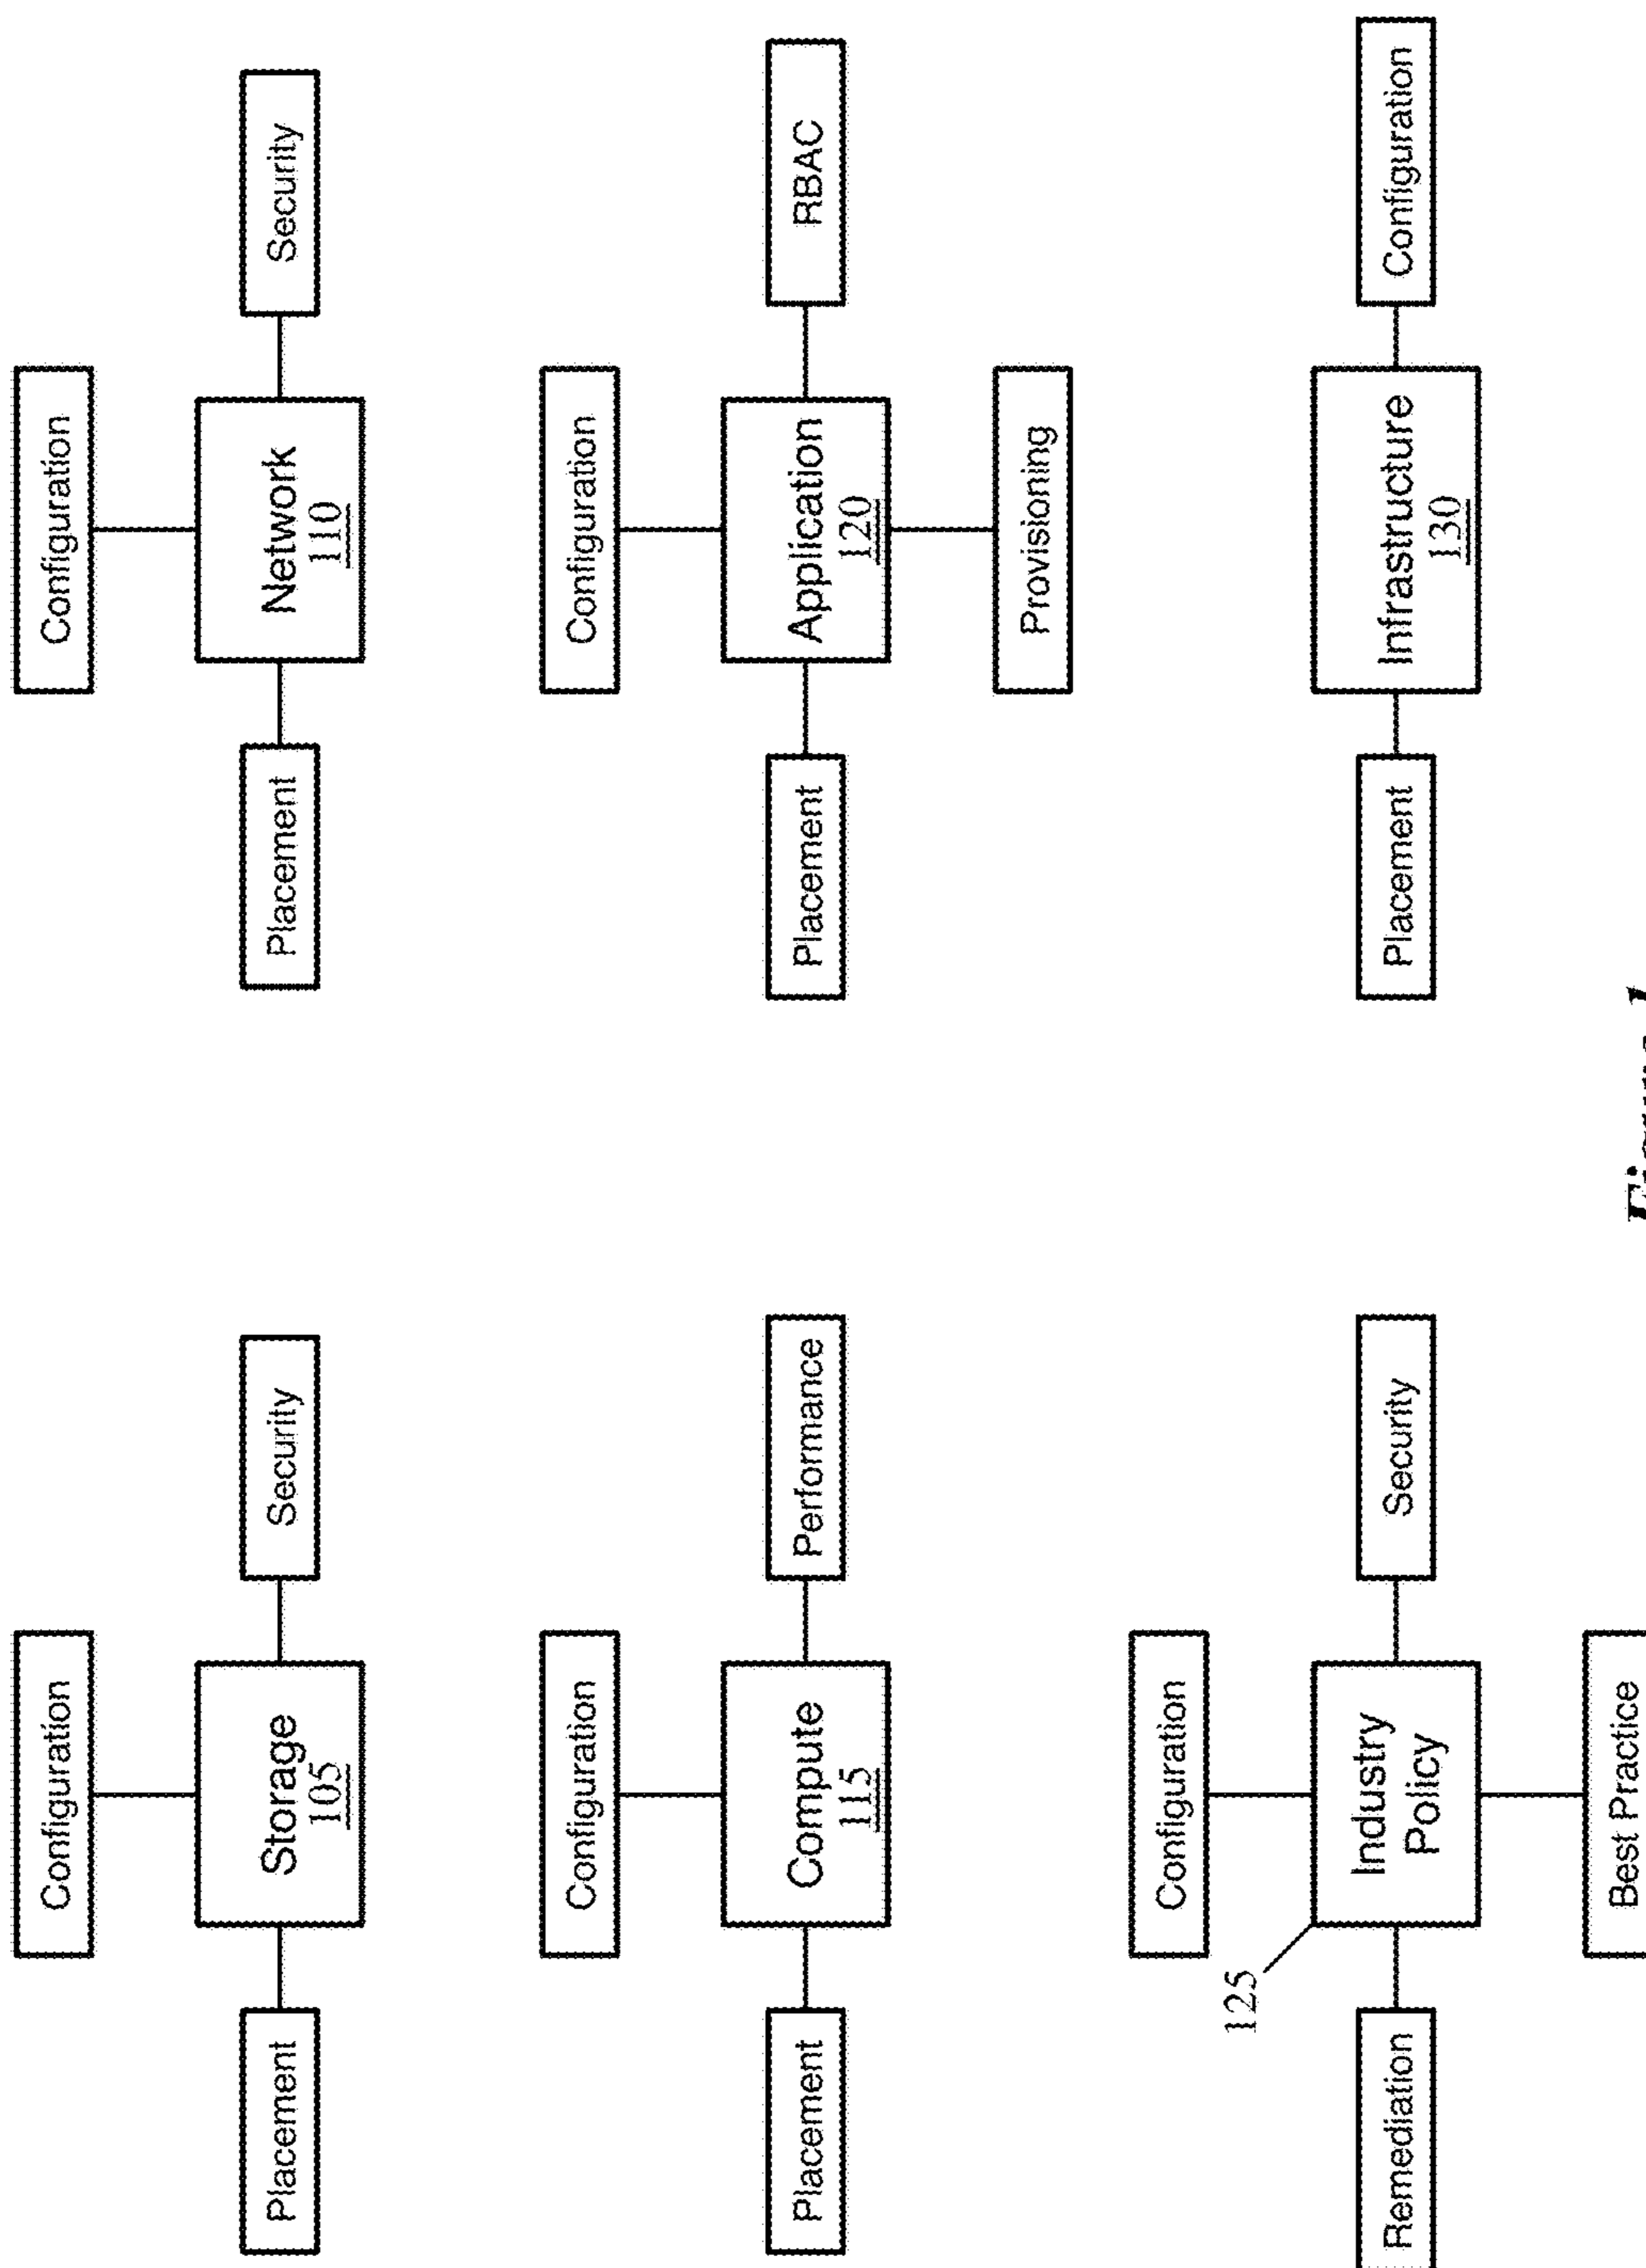 Configuration
Placement
Storage
105
Security
Configuration
Placement
Network
110
Security
Configuration
Placement
Compute
115
Perfomance
Configuration
Placement
Application
120
RBAC
Provisioning
Configuration
125
Remediation
Industry
Policy
Security
Best Practice
Placement
Infrastructure
130
Configuration
Figure 1